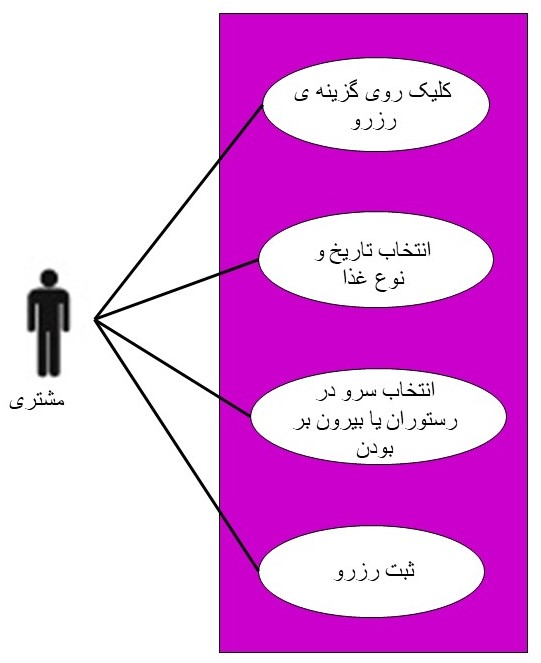 کلیک روی گزینه ی
رزرو
انتخاب تاریخ و
نوع غذا
انتخاب سرو در
رستوران یا بیرون بر
بودن
ثبت رزرو
مشتری